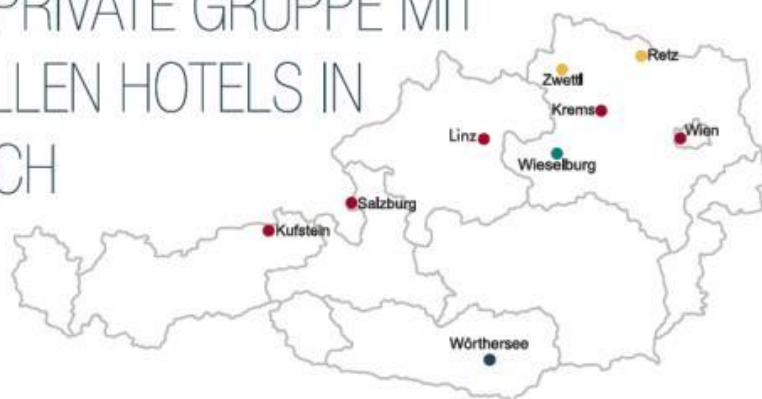 PRIVATE GRUPPE MIT
LLEN HOTELS IN
CH
Retz
Zwettl
Krems
Linz
Wien
Wieselburg
Salzburg
Kufstein
Wörthersee